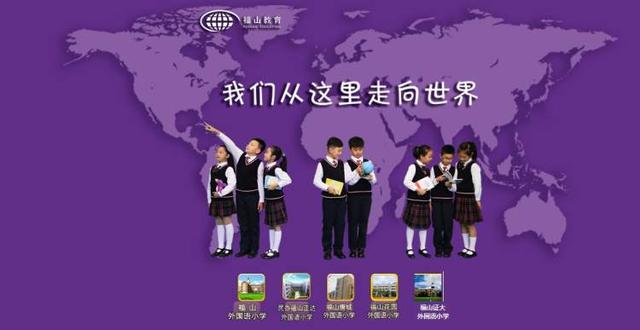 福山教育
我们从这里走向世界
福山
外国语小学
民办福山正达
外国语小学
福山唐城
外国语小学
福山花园
外国语小学
福山证大
外国语小学